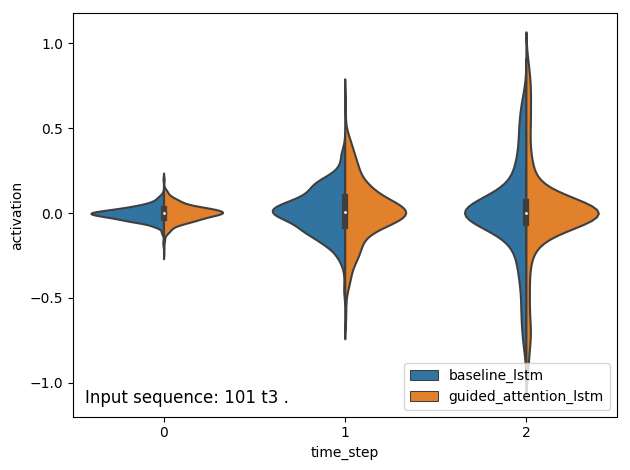 1.0
0.5
0.0
−0.5
−1.0
activation
Input sequence: 101 t3 .
baseline_lstm
guided_attention_lstm
0
1
2
time_step